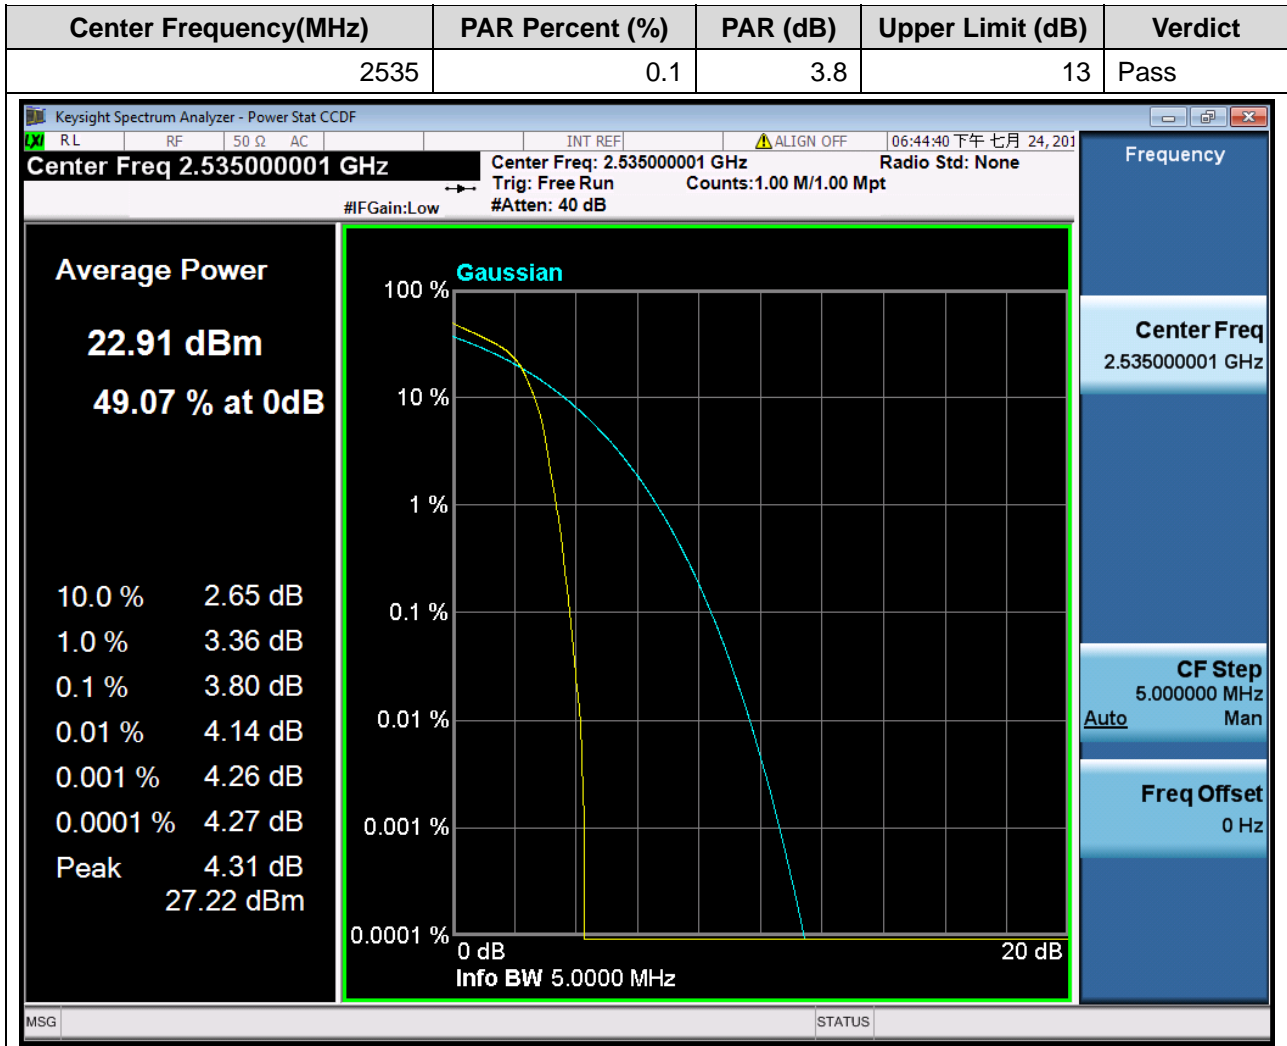 Center Frequency(MHz) PAR Percent (%) PAR (dB) Upper Limit (dB) Verdict
2535 0.1 3.8 13 Pass
Keysight Spectrum Analyzer - Power Stat CCDF
LXI RL RF 50 Ω AC INT REF ALIGN OFF 06:44:40 下午 七月 24, 201
Center Freq 2.535000001 GHz
Center Freq: 2.535000001 GHz Radio Std: None
Trig: Free Run Counts:1.00 M/1.00 Mpt
#IFGain:Low #Atten: 40 dB
Frequency
Average Power
22.91 dBm
49.07 % at 0dB
10.0 % 2.65 dB
1.0 % 3.36 dB
0.1 % 3.80 dB
0.01 % 4.14 dB
0.001 % 4.26 dB
0.0001 % 4.27 dB
Peak 4.31 dB
27.22 dBm
Gaussian
100 %
10 %
1 %
0.1 %
0.01 %
0.001 %
0.0001 %
0 dB 20 dB
Info BW 5.0000 MHz
Center Freq
2.535000001 GHz
CF Step
5.000000 MHz
Auto Man
Freq Offset
0 Hz
MSG STATUS